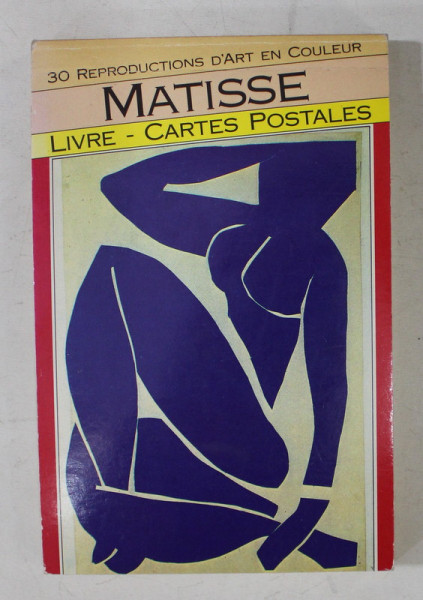 30 Reproductions d'Art en Couleur
Matisse
Livre - Cartes Postales